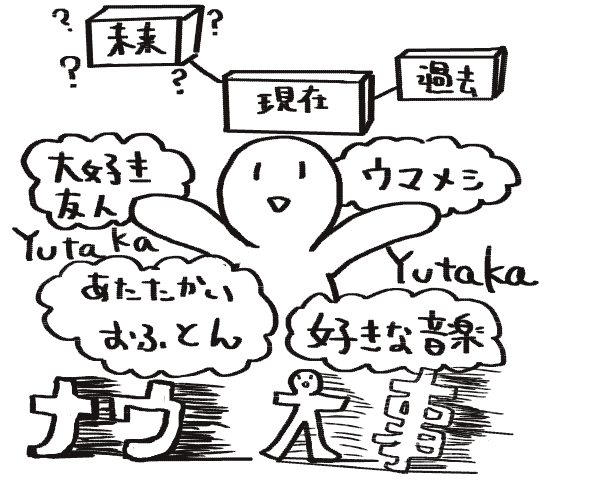 ? 未来 ?
? ?
現在
過去
大好き
友人
ウマメシ
Yutaka
Yutaka
あたたかい
おふとん
好きな音楽
ナウ大事